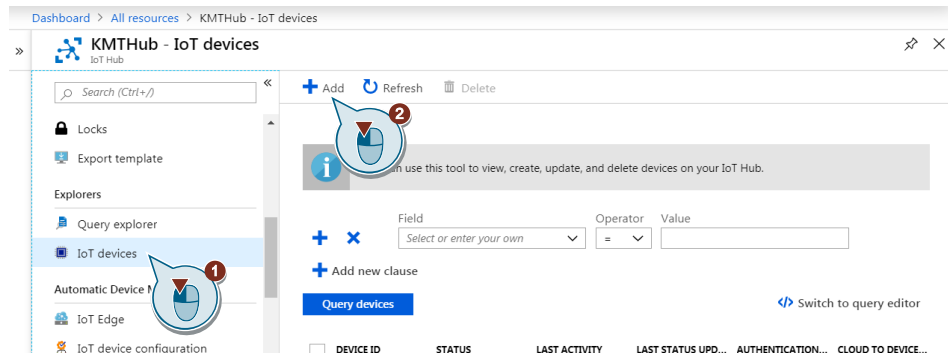 Dashboard > All resources > KMTHub - IoT devices
» KMTHub - IoT devices
IoT Hub
Search (Ctrl+/)
«
Add Refresh Delete
2
Locks
Export template
i
use this tool to view, create, update, and delete devices on your IoT Hub.
Explorers
Query explorer
Field Operator Value
Select or enter your own =
IoT devices
Add new clause
1
Automatic Device
Query devices
</> Switch to query editor
IoT Edge
IoT device configuration
DEVICE ID STATUS LAST ACTIVITY LAST STATUS UPD... AUTHENTICATION... CLOUD TO DEVICE...